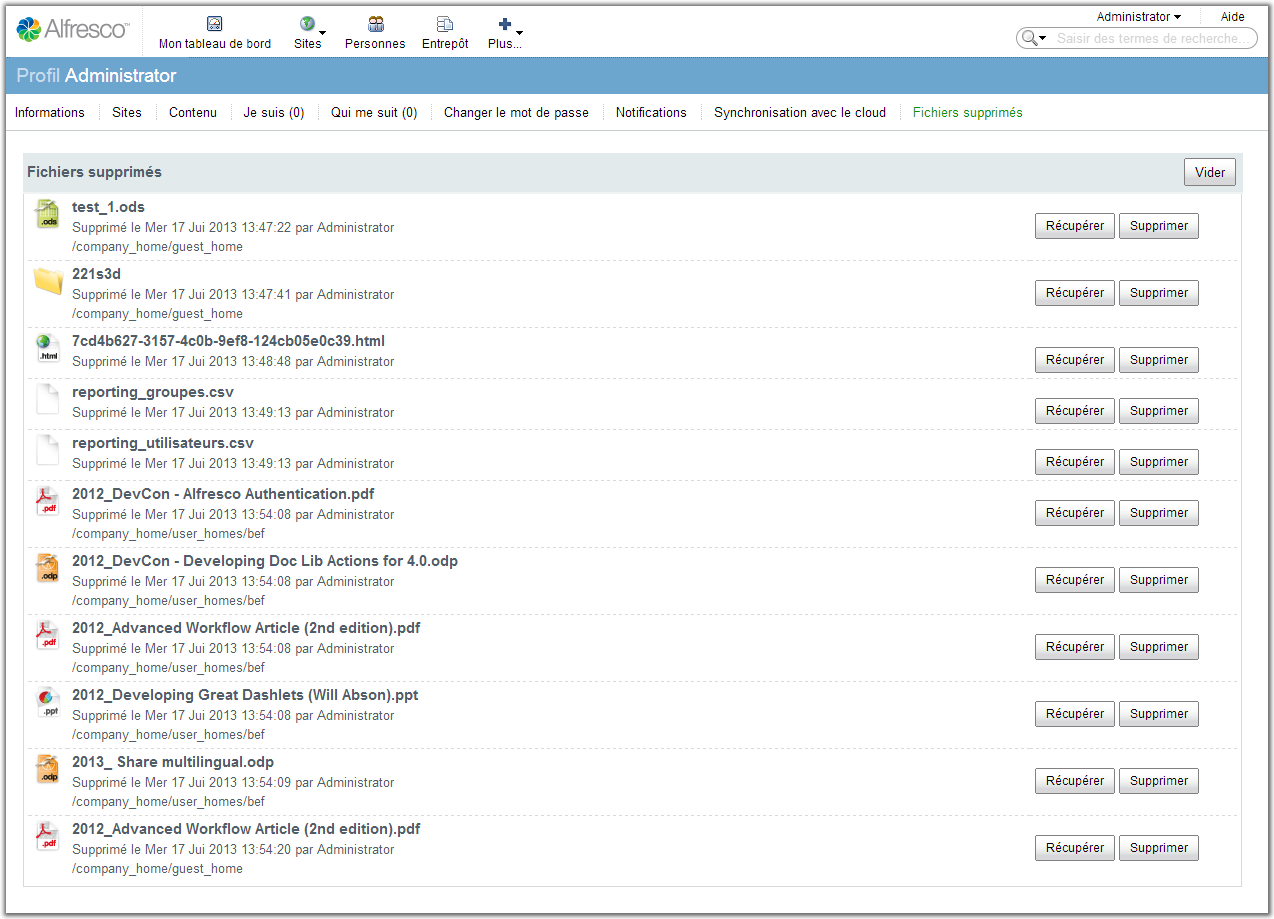 Alfresco™
Mon tableau de bord
Sites
Personnes
Entrepôt
Plus...
Administrator
Aide
Saisir des termes de recherche...
Profil Administrator
Informations
Sites
Contenu
Je suis (0)
Qui me suit (0)
Changer le mot de passe
Notifications
Synchronisation avec le cloud
Fichiers supprimés
Fichiers supprimés
Vider
.ods
test_1.ods
Supprimé le Mer 17 Jui 2013 13:47:22 par Administrator
/company_home/guest_home
Récupérer
Supprimer
221s3d
Supprimé le Mer 17 Jui 2013 13:47:41 par Administrator
/company_home/guest_home
Récupérer
Supprimer
.html
7cd4b627-3157-4c0b-9ef8-124cb05e0c39.html
Supprimé le Mer 17 Jui 2013 13:48:48 par Administrator
Récupérer
Supprimer
reporting_groupes.csv
Supprimé le Mer 17 Jui 2013 13:49:13 par Administrator
Récupérer
Supprimer
reporting_utilisateurs.csv
Supprimé le Mer 17 Jui 2013 13:49:13 par Administrator
Récupérer
Supprimer
.pdf
2012_DevCon - Alfresco Authentication.pdf
Supprimé le Mer 17 Jui 2013 13:54:08 par Administrator
/company_home/user_homes/bef
Récupérer
Supprimer
.odp
2012_DevCon - Developing Doc Lib Actions for 4.0.odp
Supprimé le Mer 17 Jui 2013 13:54:08 par Administrator
/company_home/user_homes/bef
Récupérer
Supprimer
.pdf
2012_Advanced Workflow Article (2nd edition).pdf
Supprimé le Mer 17 Jui 2013 13:54:08 par Administrator
/company_home/user_homes/bef
Récupérer
Supprimer
.ppt
2012_Developing Great Dashlets (Will Abson).ppt
Supprimé le Mer 17 Jui 2013 13:54:08 par Administrator
/company_home/user_homes/bef
Récupérer
Supprimer
.odp
2013_ Share multilingual.odp
Supprimé le Mer 17 Jui 2013 13:54:09 par Administrator
/company_home/user_homes/bef
Récupérer
Supprimer
.pdf
2012_Advanced Workflow Article (2nd edition).pdf
Supprimé le Mer 17 Jui 2013 13:54:20 par Administrator
/company_home/guest_home
Récupérer
Supprimer